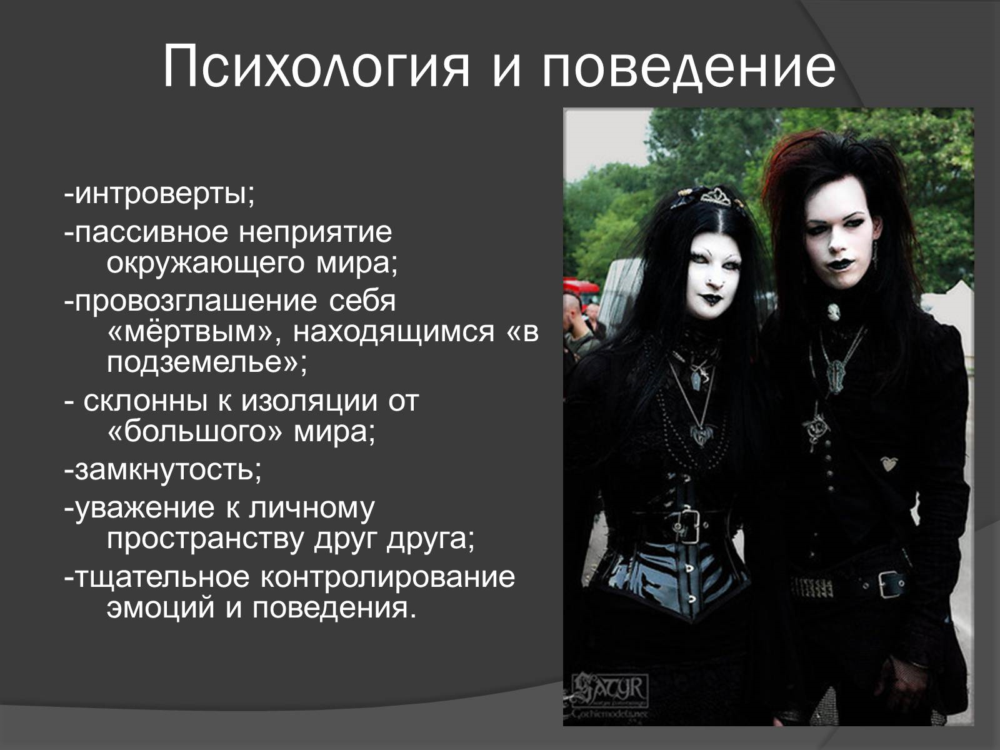 Психология и поведение
-интроверты;
-пассивное неприятие
окружающего мира;
-провозглашение себя
«мёртвым», находящимся «в
подземелье»;
- склонны к изоляции от
«большого» мира;
-замкнутость;
-уважение к личному
пространству друг друга;
-тщательное контролирование
эмоций и поведения.
SATYR
Gothicmodels.net